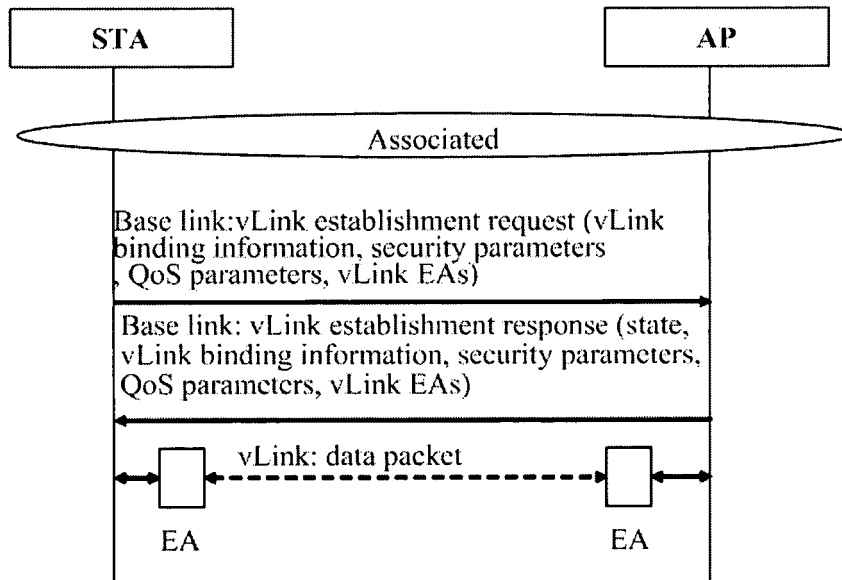 STA
AP
Associated
Base link:vLink establishment request (vLink
binding information, security parameters
, QoS parameters, vLink EAs)
Base link: vLink establishment response (state,
vLink binding information, security parameters,
QoS parameters, vLink EAs)
vLink: data packet
EA
EA